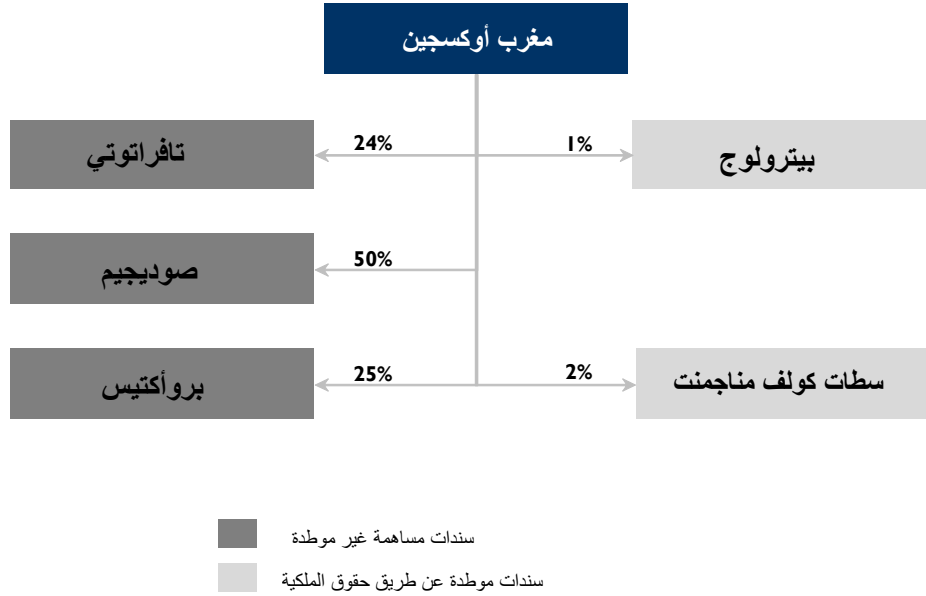 مغرب أوكسجين
تافراتوتي
24%
1%
بيترولوج
صوديجيم
50%
بروأكتيس
25%
2%
سطات كولف مناجمنت
سندات مساهمة غير موطدة
سندات موطدة عن طريق حقوق الملكية